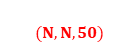 (N, N, 50)